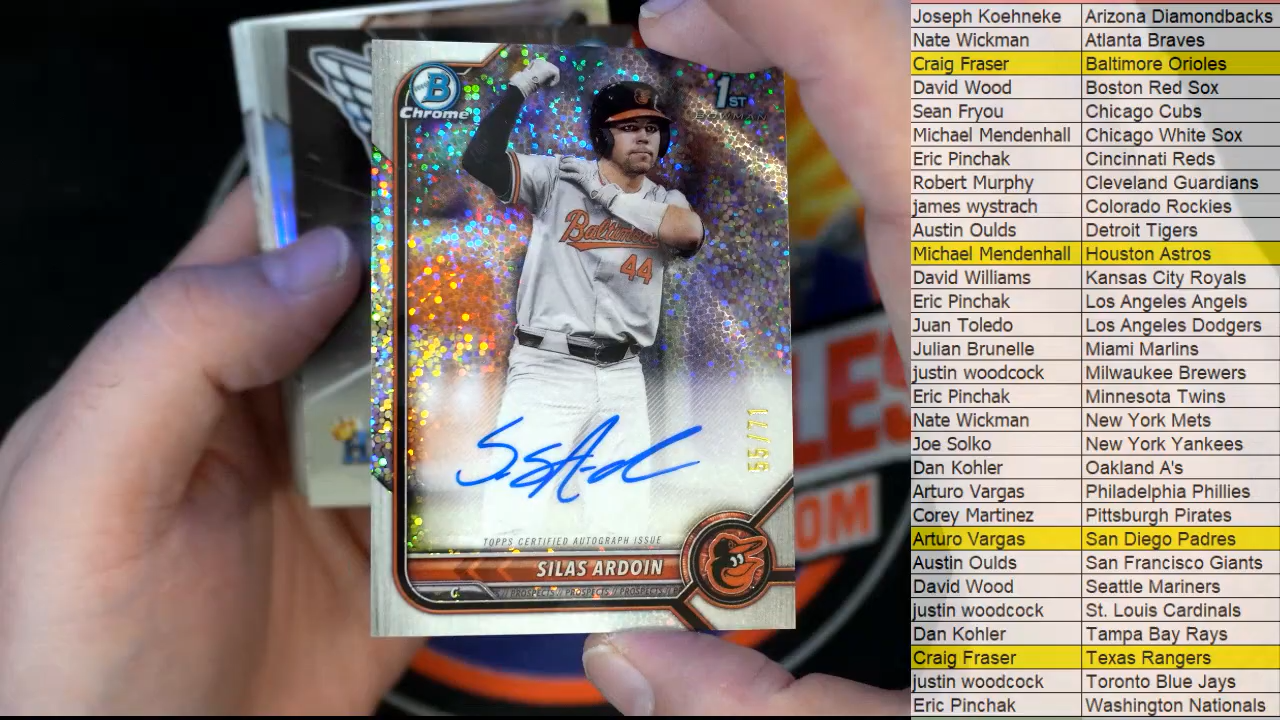 B
Chrome
1ST
BOWMAN
Baltimore
44
TOPPS CERTIFIED AUTOGRAPH ISSUE
SILAS ARDOIN
C
PROSPECTS // PROSPECTS // PROSPECTS //
LES
OM
Joseph Koehneke Arizona Diamondbacks
Nate Wickman Atlanta Braves
Craig Fraser Baltimore Orioles
David Wood Boston Red Sox
Sean Fryou Chicago Cubs
Michael Mendenhall Chicago White Sox
Eric Pinchak Cincinnati Reds
Robert Murphy Cleveland Guardians
james wystrach Colorado Rockies
Austin Oulds Detroit Tigers
Michael Mendenhall Houston Astros
David Williams Kansas City Royals
Eric Pinchak Los Angeles Angels
Juan Toledo Los Angeles Dodgers
Julian Brunelle Miami Marlins
justin woodcock Milwaukee Brewers
Eric Pinchak Minnesota Twins
Nate Wickman New York Mets
Joe Solko New York Yankees
Dan Kohler Oakland A's
Arturo Vargas Philadelphia Phillies
Corey Martinez Pittsburgh Pirates
Arturo Vargas San Diego Padres
Austin Oulds San Francisco Giants
David Wood Seattle Mariners
justin woodcock St. Louis Cardinals
Dan Kohler Tampa Bay Rays
Craig Fraser Texas Rangers
justin woodcock Toronto Blue Jays
Eric Pinchak Washington Nationals